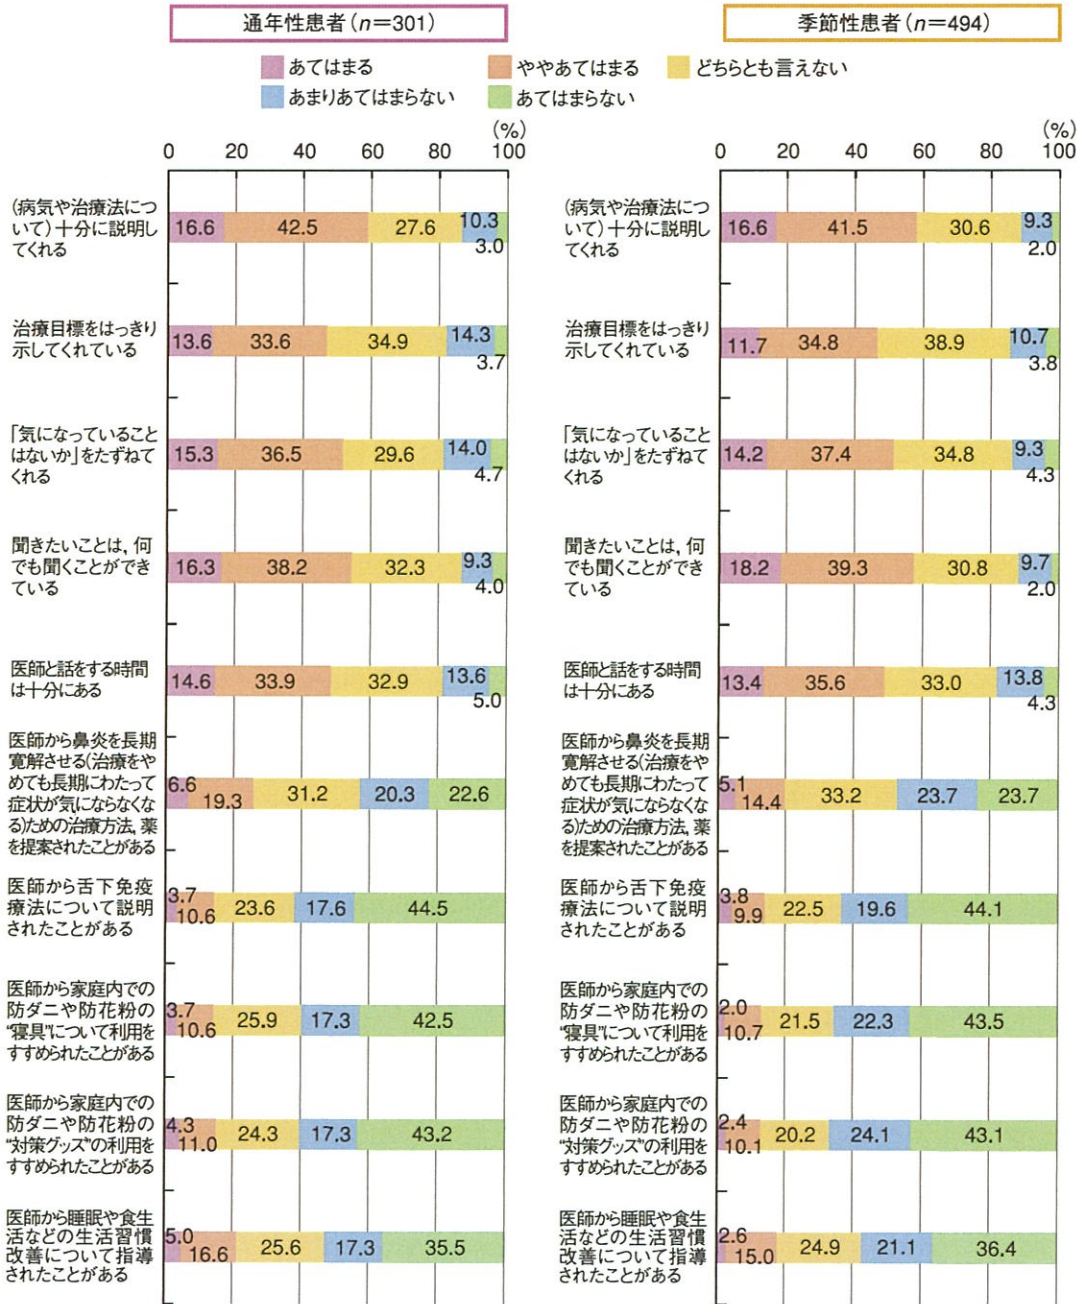 通年性患者(n=301)
季節性患者(n=494)
あてはまる
ややあてはまる
どちらとも言えない
あまりあてはまらない
あてはまらない
(%)
0 20 40 60 80 100
(病気や治療法につ
いて)十分に説明し
てくれる
16.6 42.5 27.6 10.3
3.0
治療目標をはっきり
示してくれている
13.6 33.6 34.9 14.3
3.7
「気になっていること
はないか」をたずねて
くれる
15.3 36.5 29.6 14.0
4.7
聞きたいことは,何
でも聞くことができ
ている
16.3 38.2 32.3 9.3
4.0
医師と話をする時間
は十分にある
14.6 33.9 32.9 13.6
5.0
医師から鼻炎を長期
寛解させる(治療をや
めても長期にわたって
症状が気にならなくな
る)ための治療方法,薬
を提案されたことがある
6.6
19.3 31.2 20.3 22.6
医師から舌下免疫
療法について説明
されたことがある
3.7
10.6 23.6 17.6 44.5
医師から家庭内での
防ダニや防花粉の
“寝具”について利用を
すすめられたことがある
3.7
10.6 25.9 17.3 42.5
医師から家庭内での
防ダニや防花粉の
“対策グッズ”の利用を
すすめられたことがある
4.3
11.0 24.3 17.3 43.2
医師から睡眠や食生
活などの生活習慣
改善について指導
されたことがある
5.0
16.6 25.6 17.3 35.5
(%)
0 20 40 60 80 100
(病気や治療法につ
いて)十分に説明し
てくれる
16.6 41.5 30.6 9.3
2.0
治療目標をはっきり
示してくれている
11.7 34.8 38.9 10.7
3.8
「気になっていること
はないか」をたずねて
くれる
14.2 37.4 34.8 9.3
4.3
聞きたいことは,何
でも聞くことができ
ている
18.2 39.3 30.8 9.7
2.0
医師と話をする時間
は十分にある
13.4 35.6 33.0 13.8
4.3
医師から鼻炎を長期
寛解させる(治療をや
めても長期にわたって
症状が気にならなくな
る)ための治療方法,薬
を提案されたことがある
5.1
14.4 33.2 23.7 23.7
医師から舌下免疫
療法について説明
されたことがある
3.8
9.9 22.5 19.6 44.1
医師から家庭内での
防ダニや防花粉の
“寝具”について利用を
すすめられたことがある
2.0
10.7 21.5 22.3 43.5
医師から家庭内での
防ダニや防花粉の
“対策グッズ”の利用を
すすめられたことがある
2.4
10.1 20.2 24.1 43.1
医師から睡眠や食生
活などの生活習慣
改善について指導
されたことがある
2.6
15.0 24.9 21.1 36.4